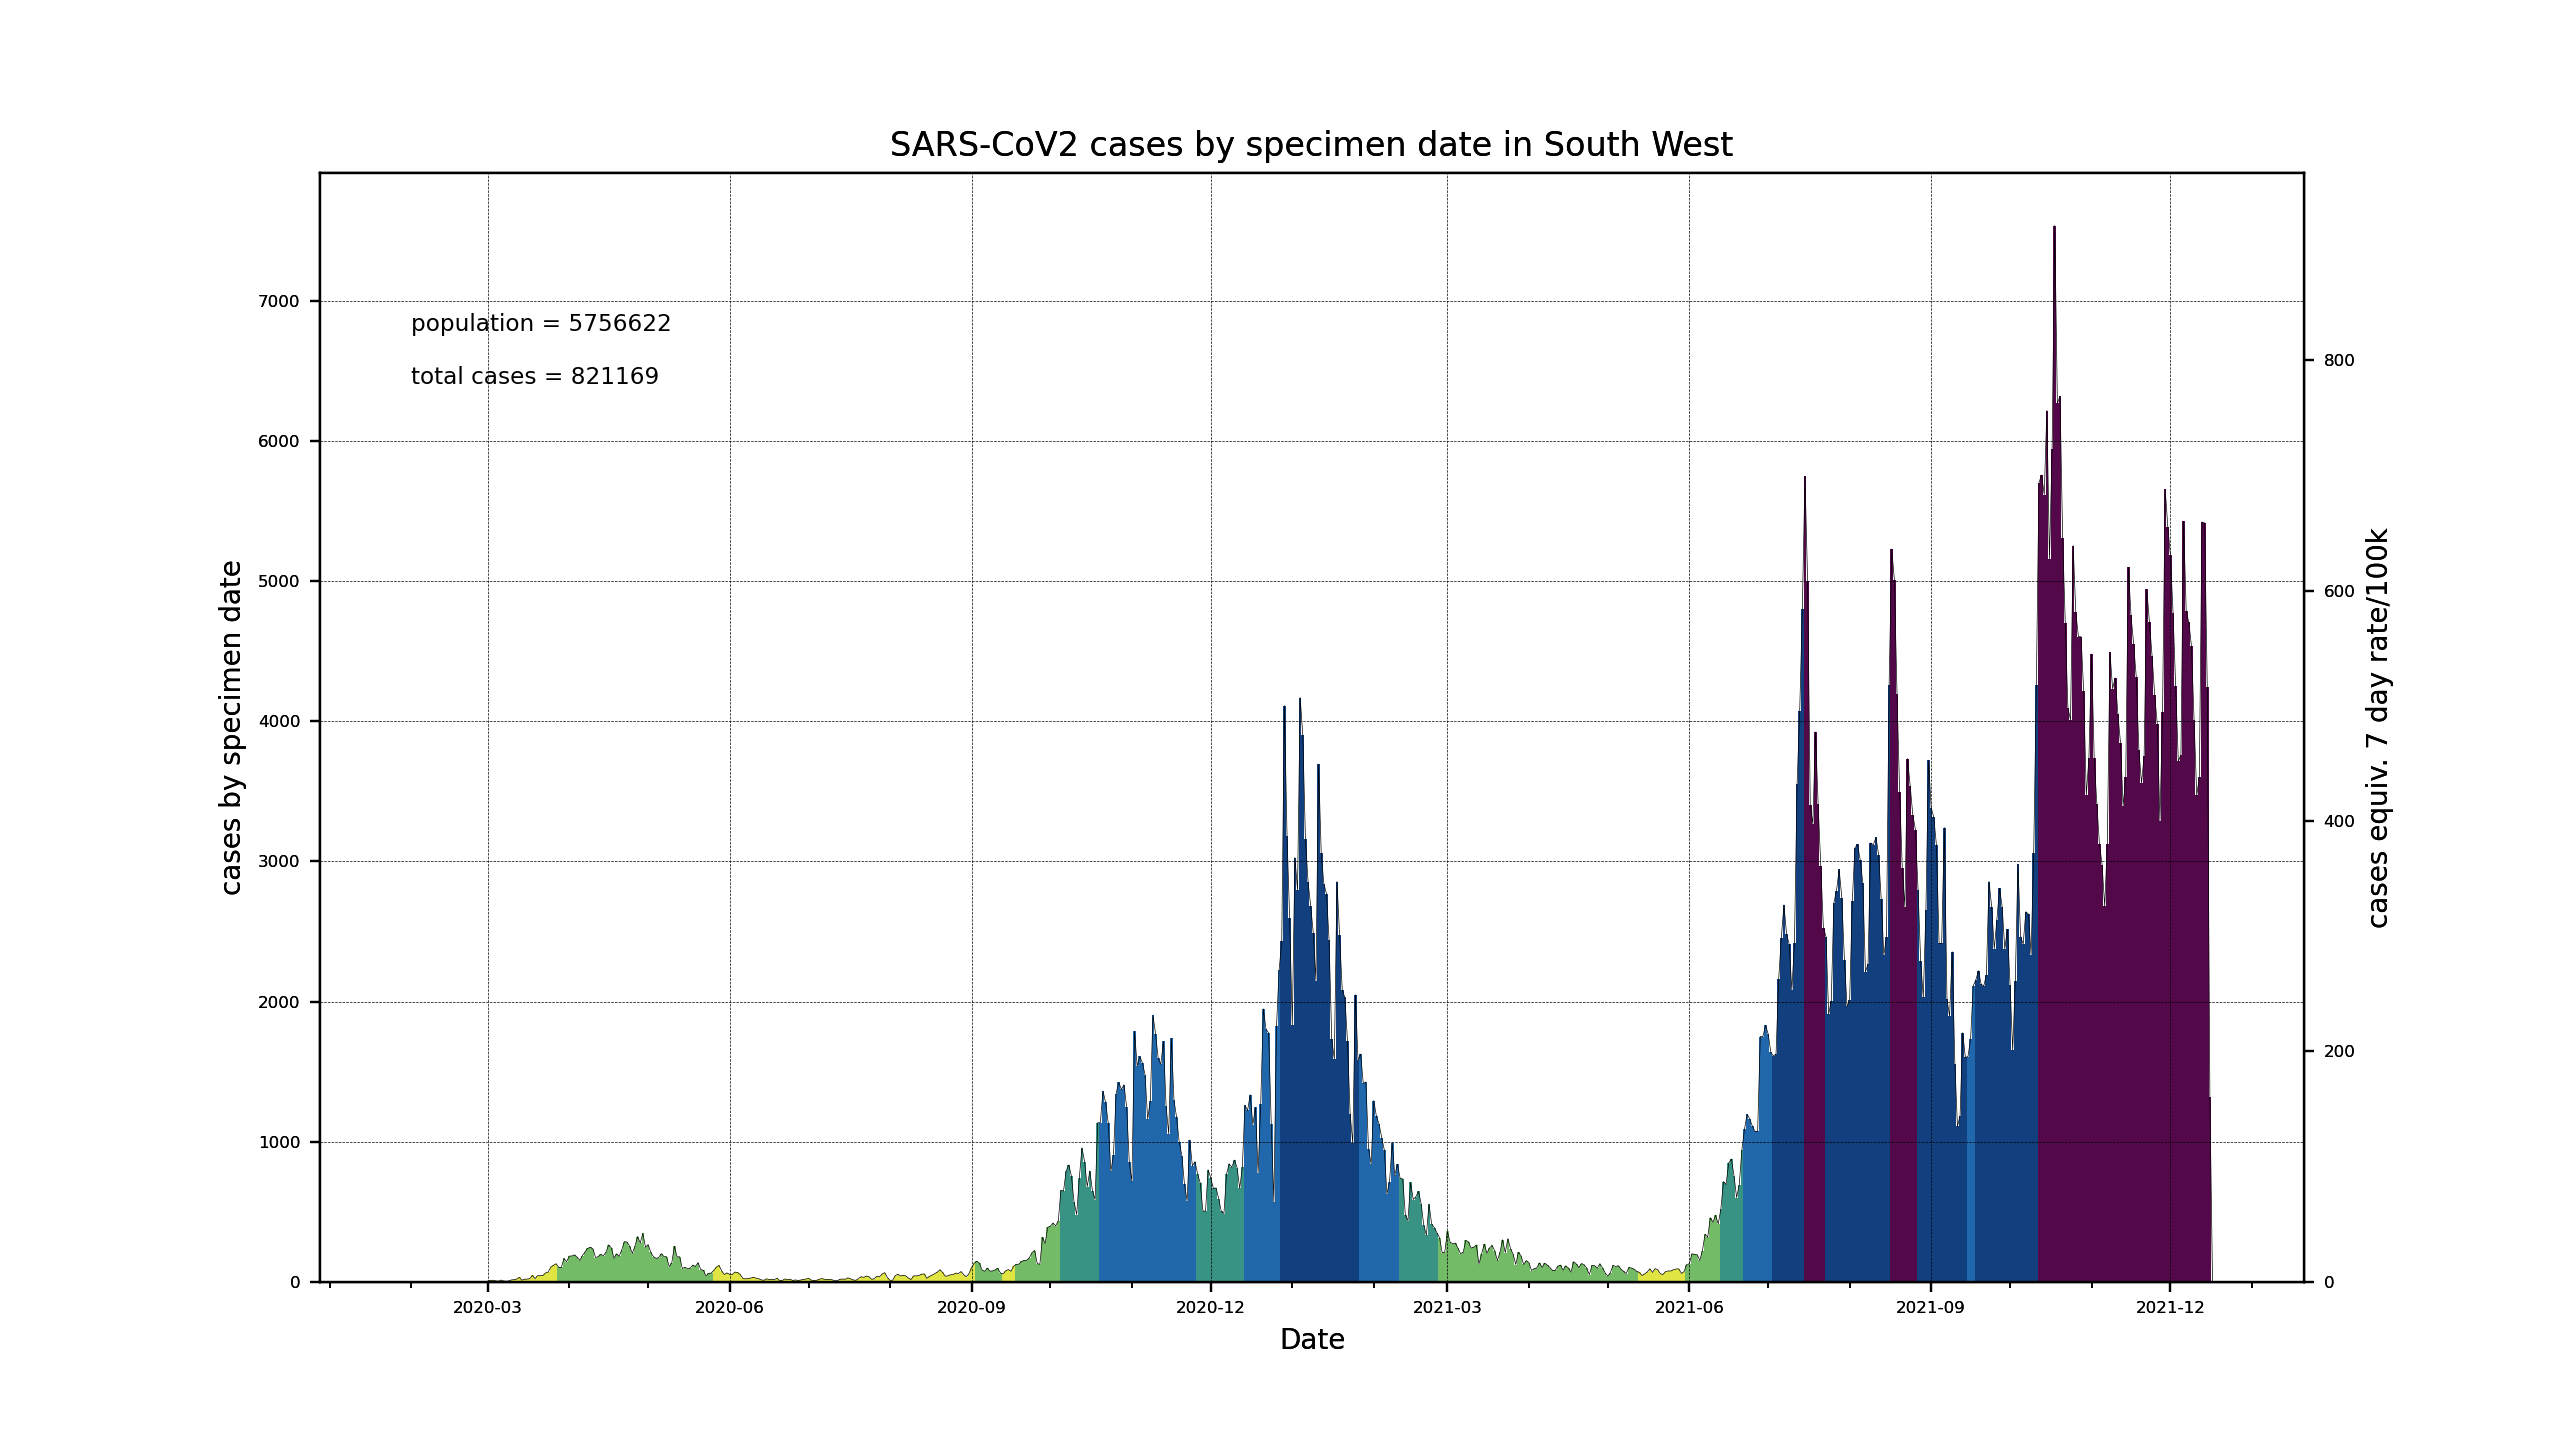 SARS-CoV2 cases by specimen date in South West
population = 5756622
total cases = 821169
cases by specimen date
7000
6000
5000
4000
3000
2000
1000
0
800
600
400
200
0
cases equiv. 7 day rate/100k
2020-03 2020-06 2020-09 2020-12 2021-03 2021-06 2021-09 2021-12
Date